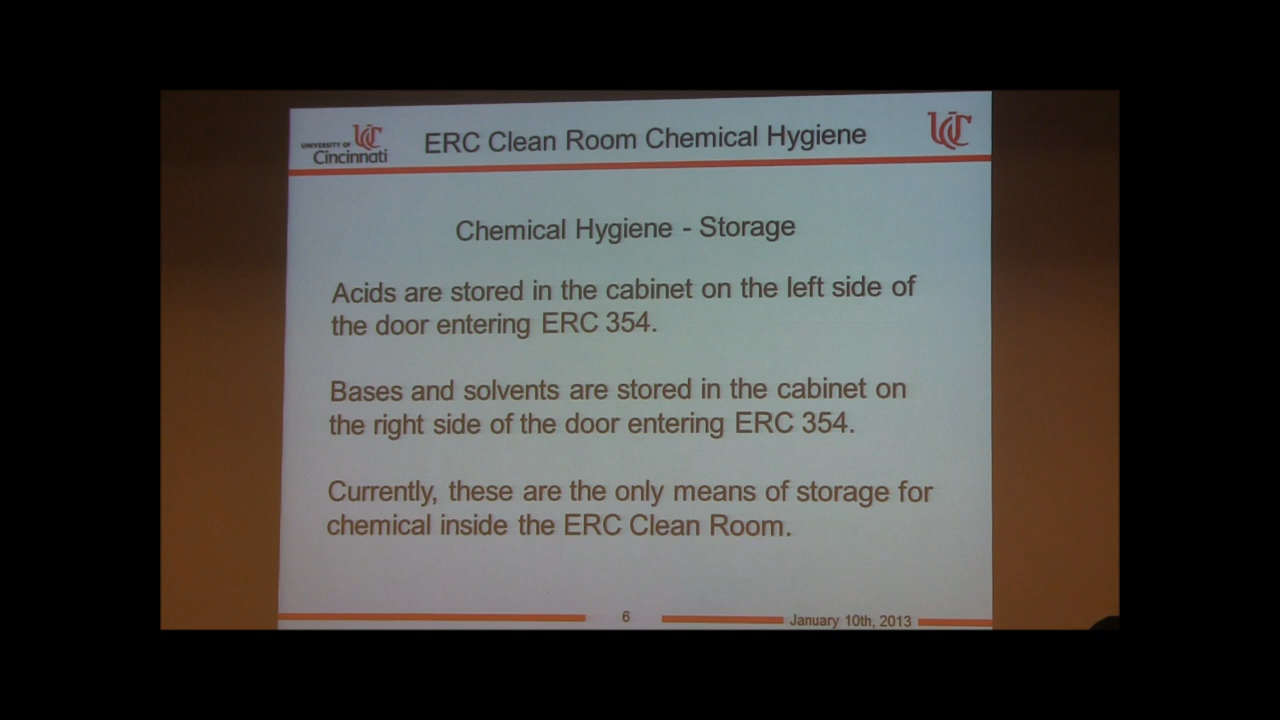 UNIVERSITY OF
Cincinnati
UC
ERC Clean Room Chemical Hygiene
UC
Chemical Hygiene - Storage
Acids are stored in the cabinet on the left side of
the door entering ERC 354.
Bases and solvents are stored in the cabinet on
the right side of the door entering ERC 354.
Currently, these are the only means of storage for
chemical inside the ERC Clean Room.
6
January 10th, 2013